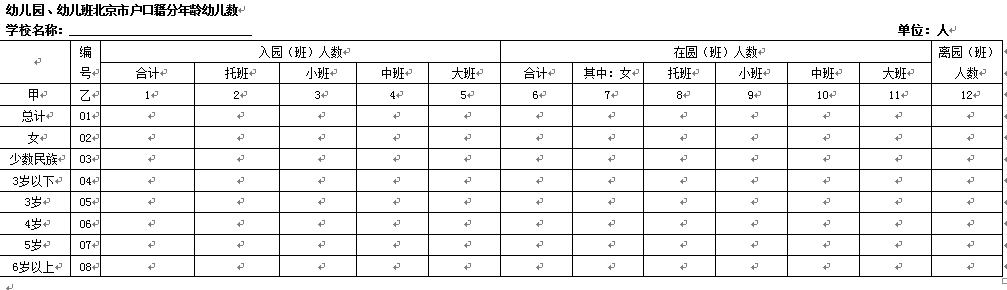 幼儿园、幼儿班北京市户口籍分年龄幼儿数
学校名称： 单位：人
编号 入园（班）人数 在圆（班）人数 离园（班）人数
合计 托班 小班 中班 大班 合计 其中：女 托班 小班 中班 大班
甲 乙 1 2 3 4 5 6 7 8 9 10 11 12
总计 01
女 02
少数民族 03
3岁以下 04
3岁 05
4岁 06
5岁 07
6岁以上 08